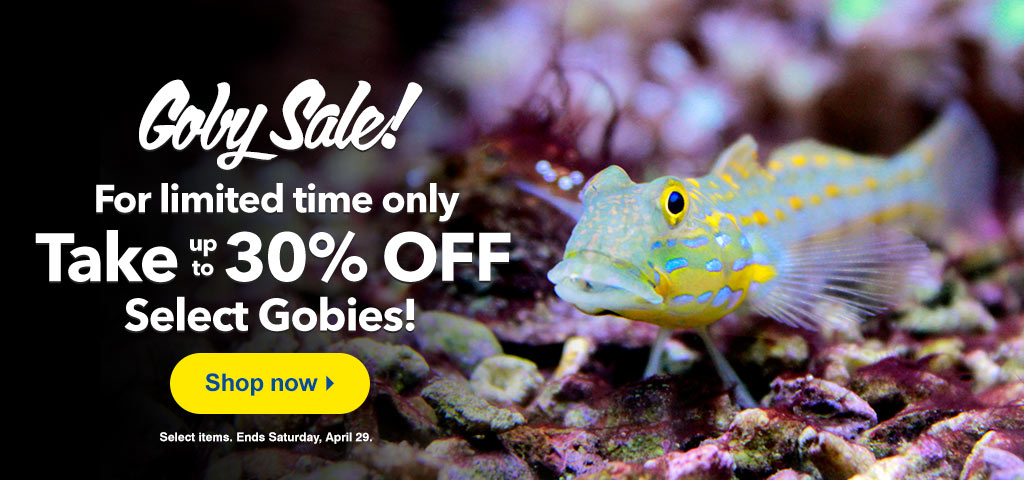 Goby Sale!
For limited time only
Take up to 30% OFF
Select Gobies!
Shop now
Select items. Ends Saturday, April 29.